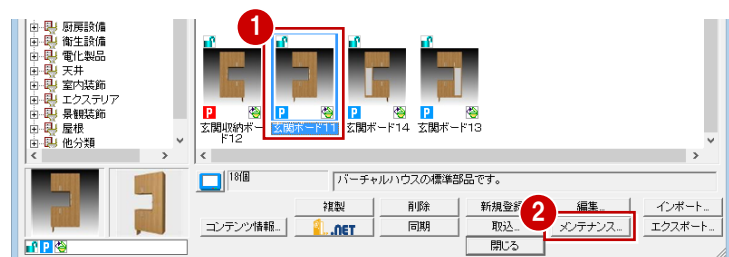 厨房設備
衛生設備
電化製品
天井
室内装飾
エクステリア
景観装飾
屋根
他分類
1
P
P
P
P
玄関収納ボー
ド12
玄関ボード11
玄関ボード14
玄関ボード13
18個
バーチャルハウスの標準部品です。
複製
削除
新規登録
2
編集...
インポート...
コンテンツ情報...
.NET
同期
取込...
メンテナンス...
エクスポート...
閉じる
P